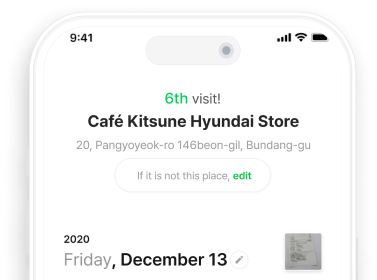 9:41
6th visit!
Café Kitsune Hyundai Store
20, Pangyoyeok-ro 146beon-gil, Bundang-gu
If it is not this place, edit
2020
Friday, December 13